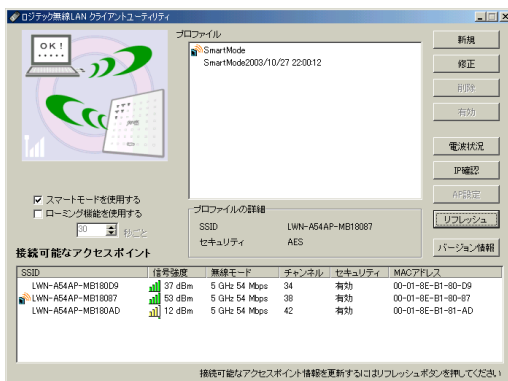 ロジテック無線LAN クライアントユーティリティ
プロファイル
OK!
SmartMode
SmartMode2003/10/27 22:00:12
新規
修正
削除
有効
電波状況
IP確認
AP設定
リフレッシュ
バージョン情報
スマートモードを使用する
ローミング機能を使用する
30 秒ごと
プロファイルの詳細
SSID LWN-A54AP-MB18087
セキュリティ AES
接続可能なアクセスポイント
SSID 信号強度 無線モード チャンネル セキュリティ MACアドレス
LWN-A54AP-MB180D9 37 dBm 5 GHz 54 Mbps 34 有効 00-01-8E-B1-80-D9
LWN-A54AP-MB18087 53 dBm 5 GHz 54 Mbps 38 有効 00-01-8E-B1-80-87
LWN-A54AP-MB180AD 12 dBm 5 GHz 54 Mbps 42 有効 00-01-8E-B1-81-AD
接続可能なアクセスポイント情報を更新するにはリフレッシュボタンを押してください